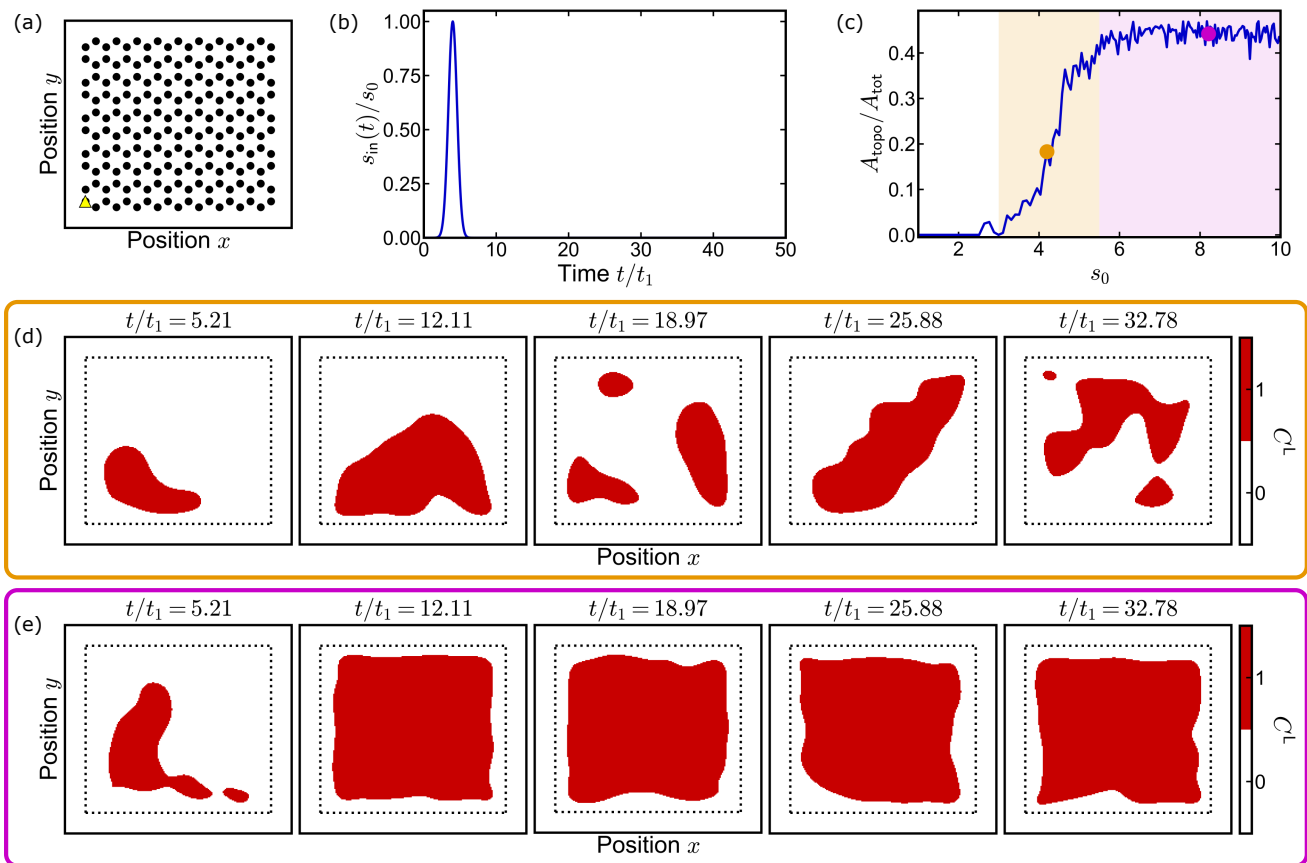 (a)
Position y
Position x
(b)
s_in(t)/s_0
1.00
0.75
0.50
0.25
0.00
0 10 20 30 40 50
Time t/t_1
(c)
A_topo/A_tot
0.4
0.3
0.2
0.1
0.0
2 4 6 8 10
s_0
(d)
t/t_1 = 5.21
t/t_1 = 12.11
t/t_1 = 18.97
t/t_1 = 25.88
t/t_1 = 32.78
Position y
Position x
1
0
C^L
(e)
t/t_1 = 5.21
t/t_1 = 12.11
t/t_1 = 18.97
t/t_1 = 25.88
t/t_1 = 32.78
Position y
Position x
1
0
C^L